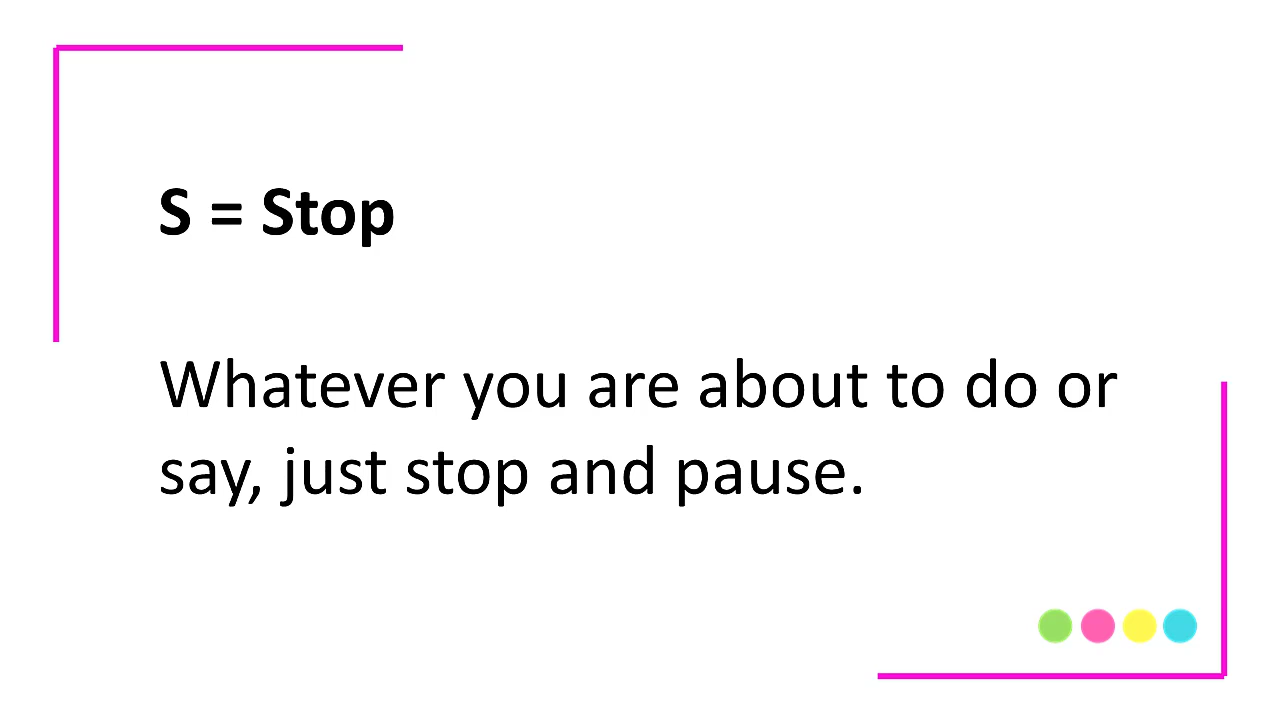 S = Stop
Whatever you are about to do or
say, just stop and pause.